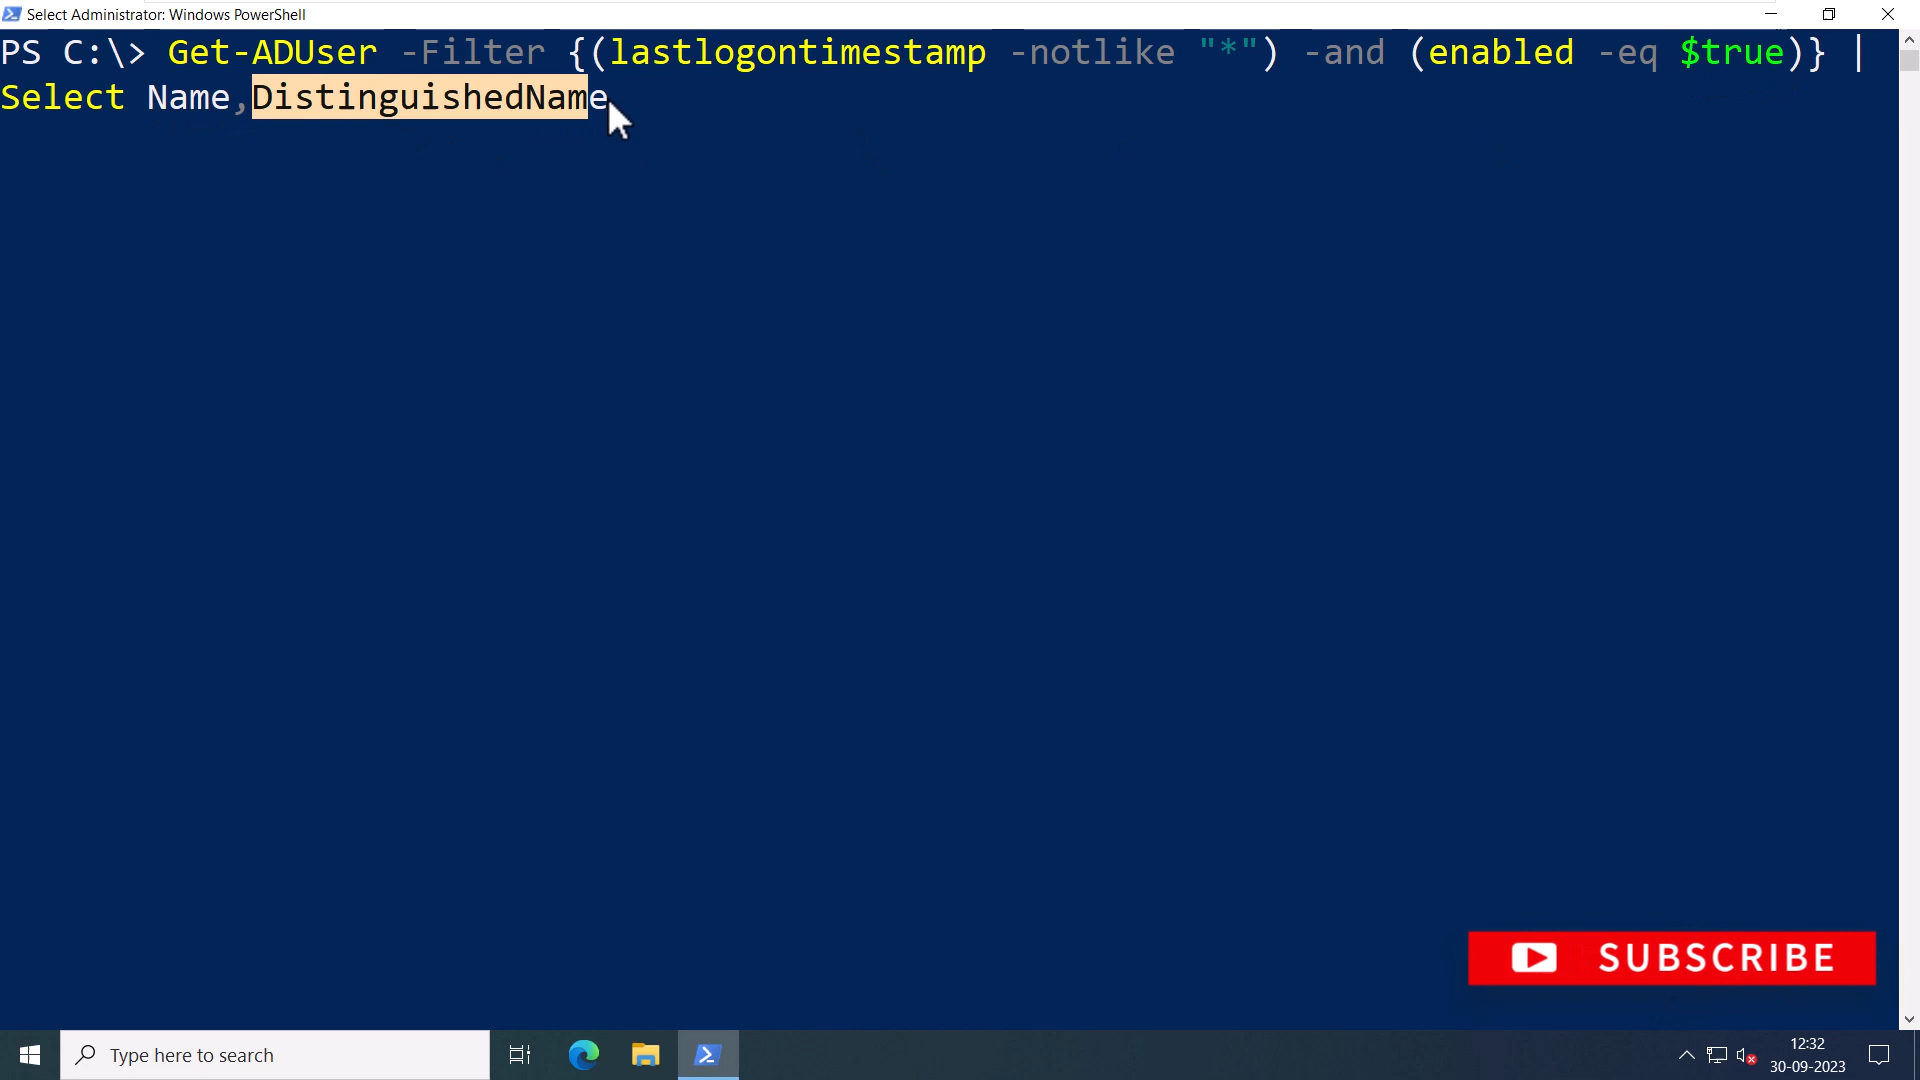 Select Administrator: Windows PowerShell
PS C:\> Get-ADUser -Filter {(lastlogontimestamp -notlike "*") -and (enabled -eq $true)} |
Select Name,DistinguishedName
SUBSCRIBE
Type here to search
12:32
30-09-2023